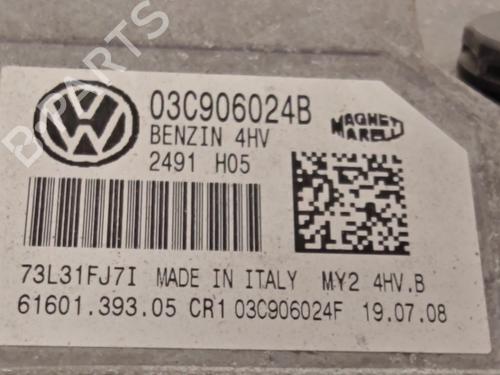 B-PARTS
03C906024B
BENZIN 4HV
MAGNETI
MARELLI
2491 H05
73L31FJ7I MADE IN ITALY MY2 4HV.B
61601.393.05 CR1 03C906024F 19.07.08